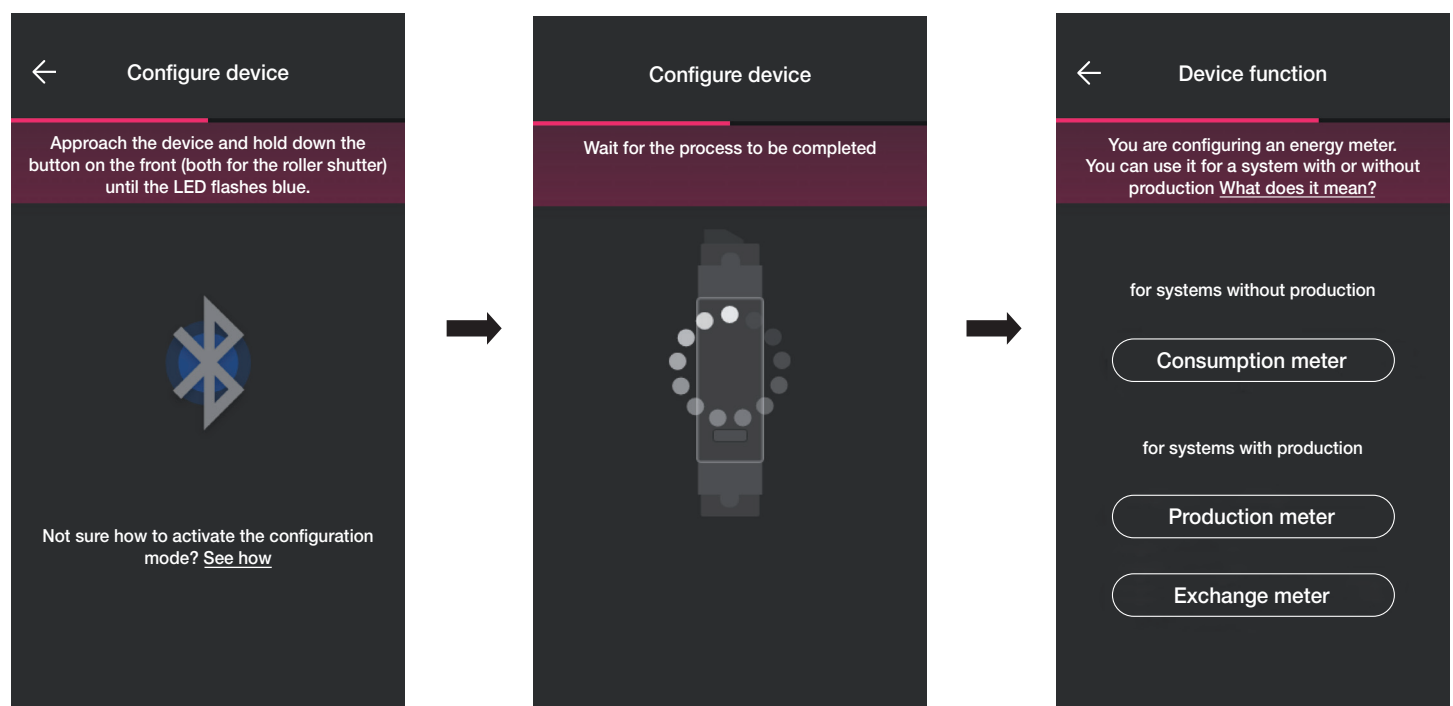 Configure device
Approach the device and hold down the
button on the front (both for the roller shutter)
until the LED flashes blue.
Not sure how to activate the configuration
mode? See how
Configure device
Wait for the process to be completed
Device function
You are configuring an energy meter.
You can use it for a system with or without
production What does it mean?
for systems without production
Consumption meter
for systems with production
Production meter
Exchange meter